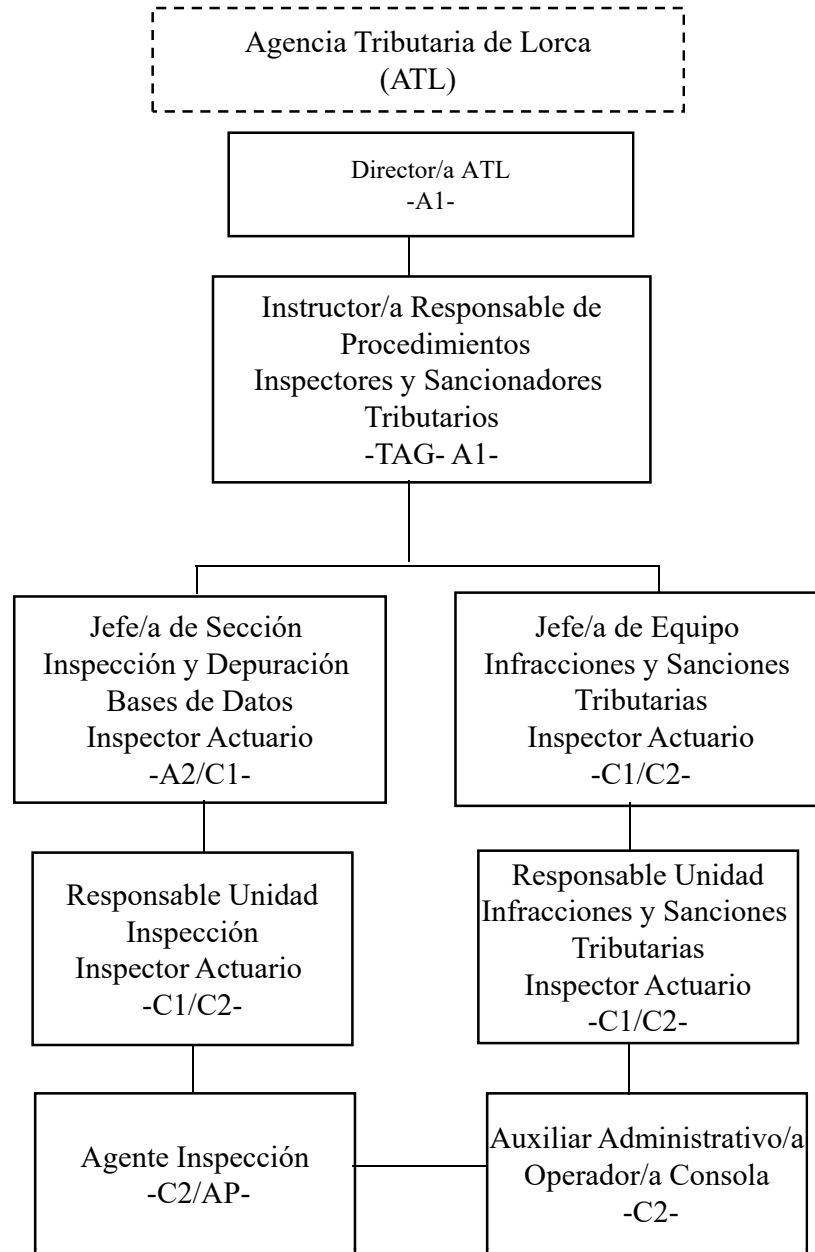 Agencia Tributaria de Lorca
(ATL)
Director/a ATL
-A1-
Instructor/a Responsable de
Procedimientos
Inspectores y Sancionadores
Tributarios
-TAG- A1-
Jefe/a de Sección
Inspección y Depuración
Bases de Datos
Inspector Actuario
-A2/C1-
Jefe/a de Equipo
Infracciones y Sanciones
Tributarias
Inspector Actuario
-C1/C2-
Responsable Unidad
Inspección
Inspector Actuario
-C1/C2-
Responsable Unidad
Infracciones y Sanciones
Tributarias
Inspector Actuario
-C1/C2-
Agente Inspección
-C2/AP-
Auxiliar Administrativo/a
Operador/a Consola
-C2-